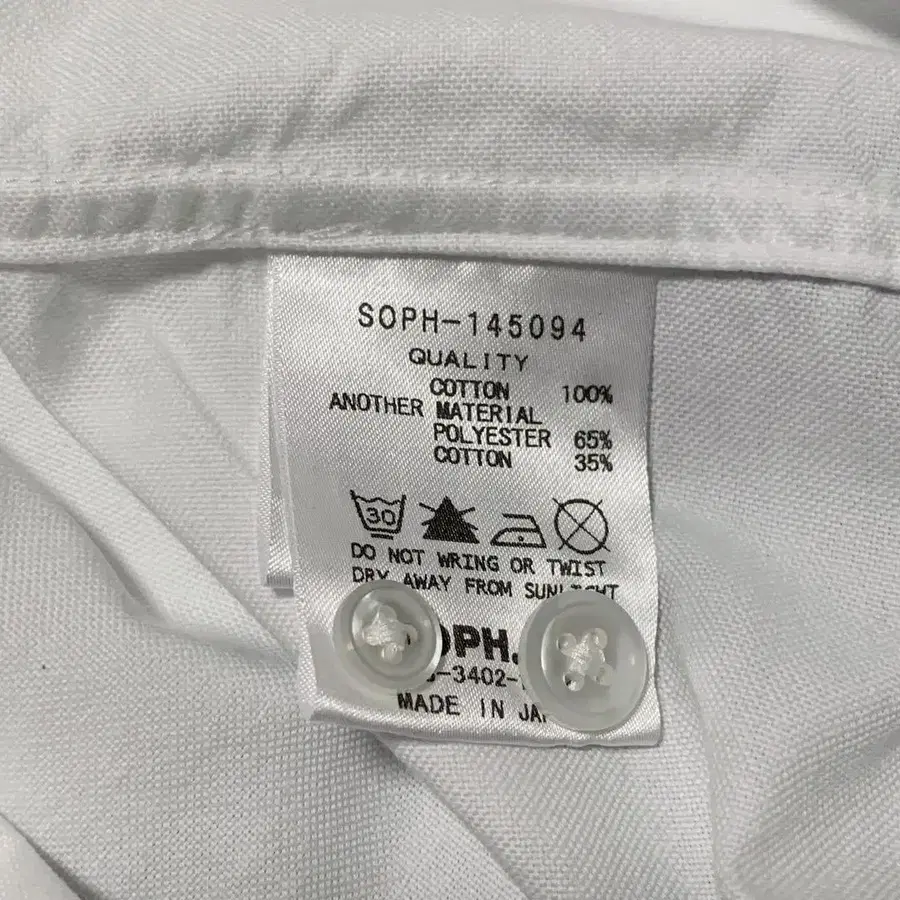 SOPH-145094
QUALITY
COTTON 100%
ANOTHER MATERIAL
POLYESTER 65%
COTTON 35%
30
DO NOT WRING OR TWIST
DRY AWAY FROM SUNLIGHT
-3402-
MADE IN